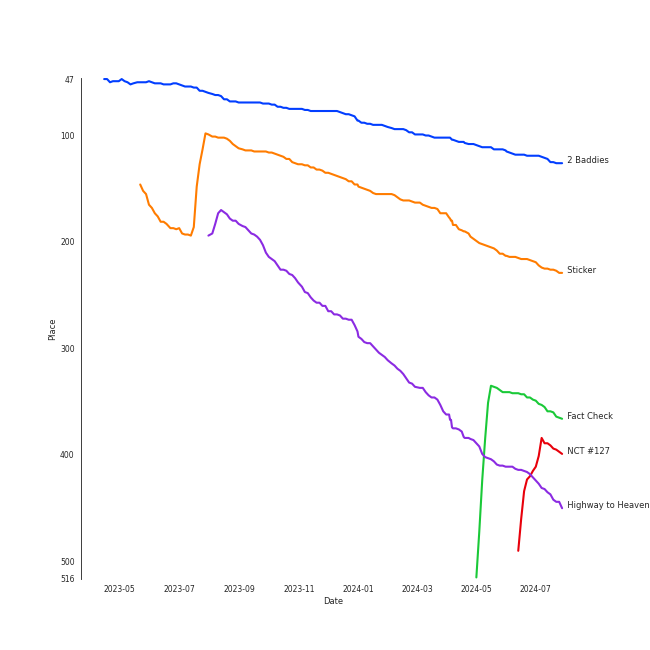 47
100
200
300
400
500
516
Place
2 Baddies
Sticker
Fact Check
NCT #127
Highway to Heaven
2023-05
2023-07
2023-09
2023-11
2024-01
2024-03
2024-05
2024-07
Date